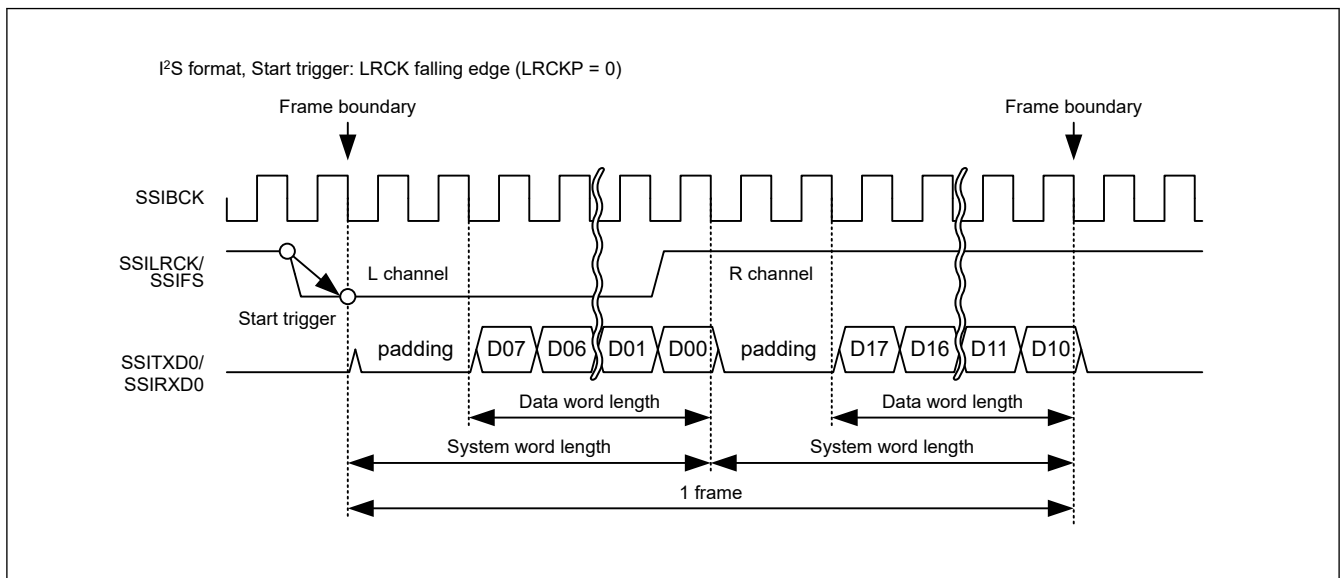 I²S format, Start trigger: LRCK falling edge (LRCKP = 0)
Frame boundary Frame boundary
SSIBCK
SSILRCK/
SSIFS
L channel R channel
Start trigger
SSITXD0/
SSIRXD0
padding D07 D06 D01 D00 padding D17 D16 D11 D10
Data word length Data word length
System word length System word length
1 frame